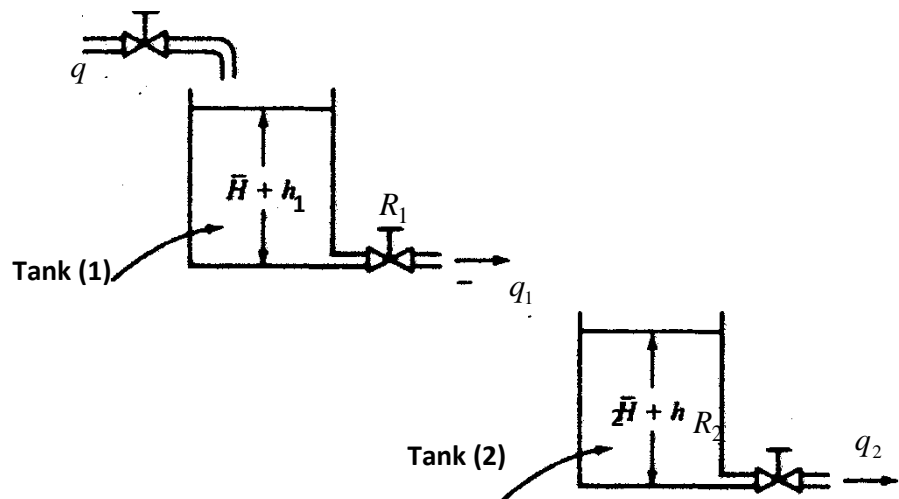 q
H̄ + h₁
R₁
Tank (1)
q₁
2H̄ + h
R₂
q₂
Tank (2)